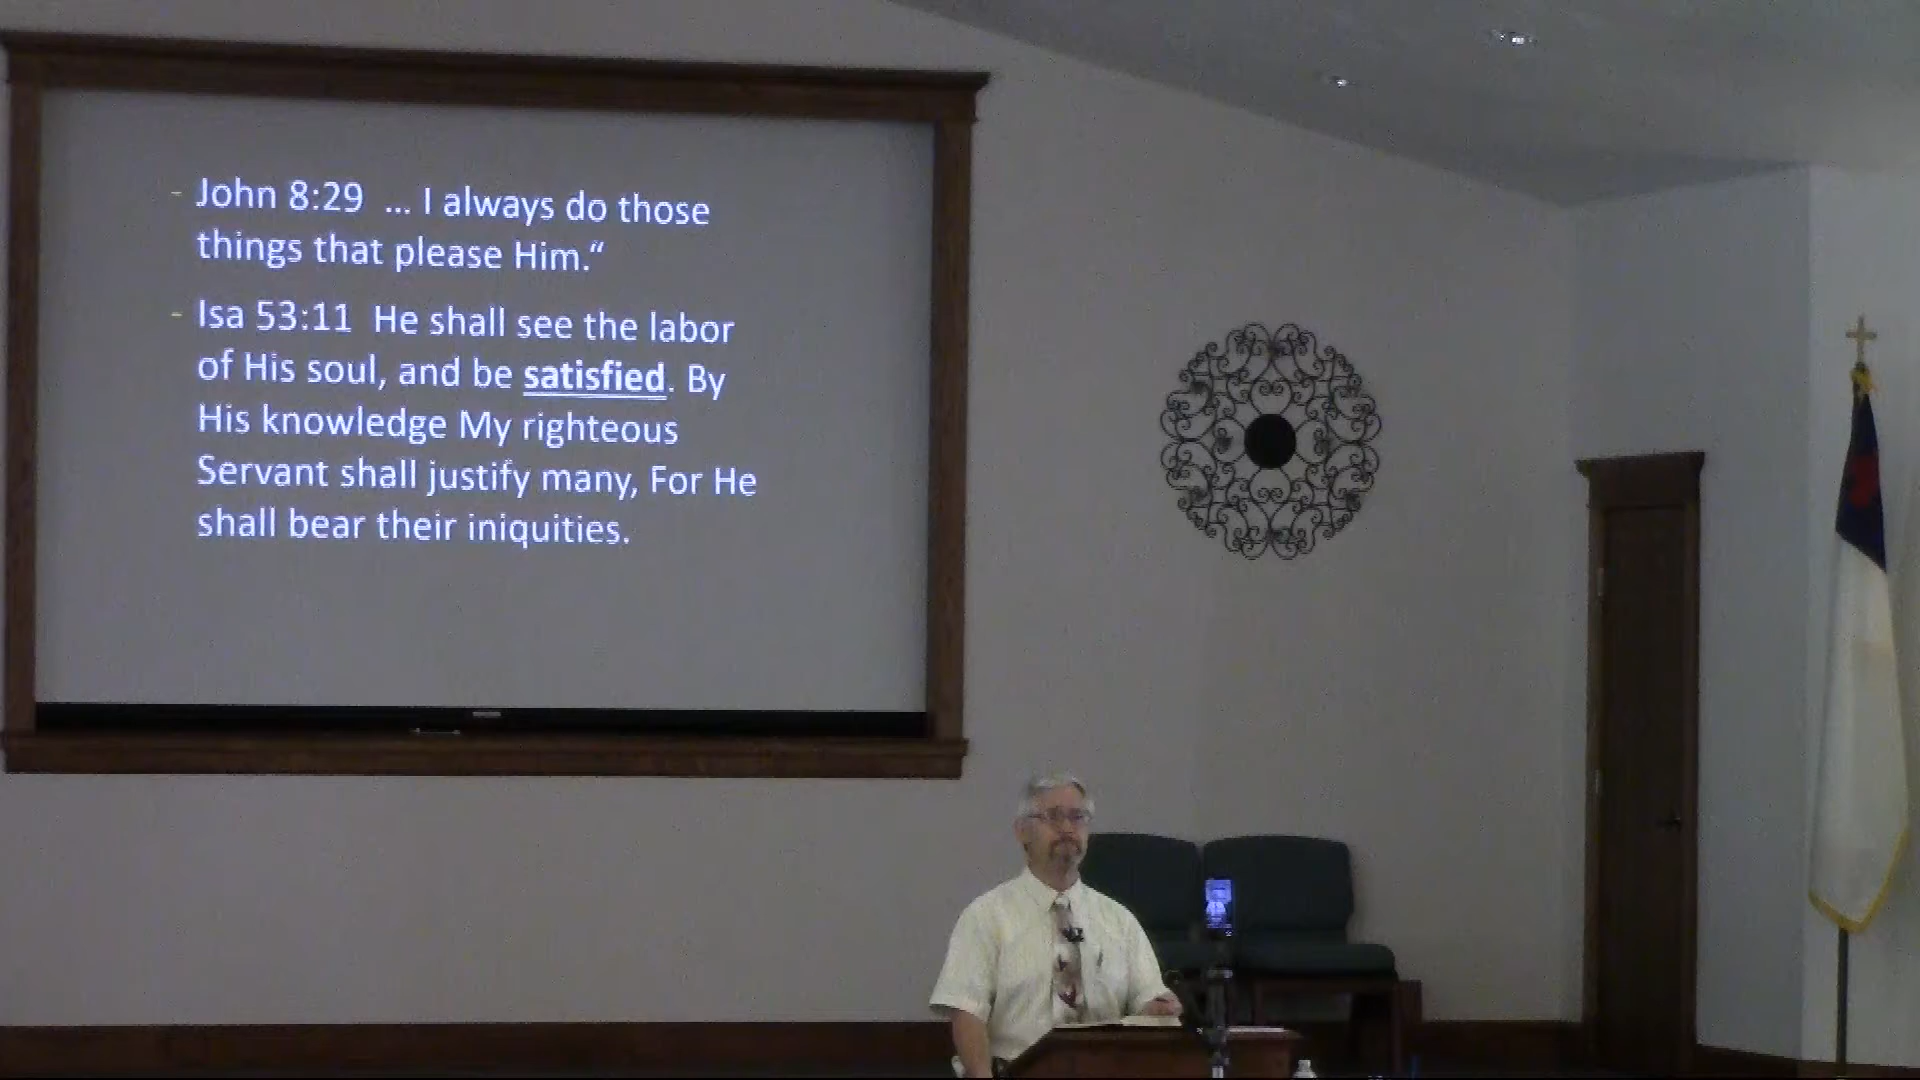 - John 8:29 ... I always do those
things that please Him.“
- Isa 53:11 He shall see the labor
of His soul, and be satisfied. By
His knowledge My righteous
Servant shall justify many, For He
shall bear their iniquities.